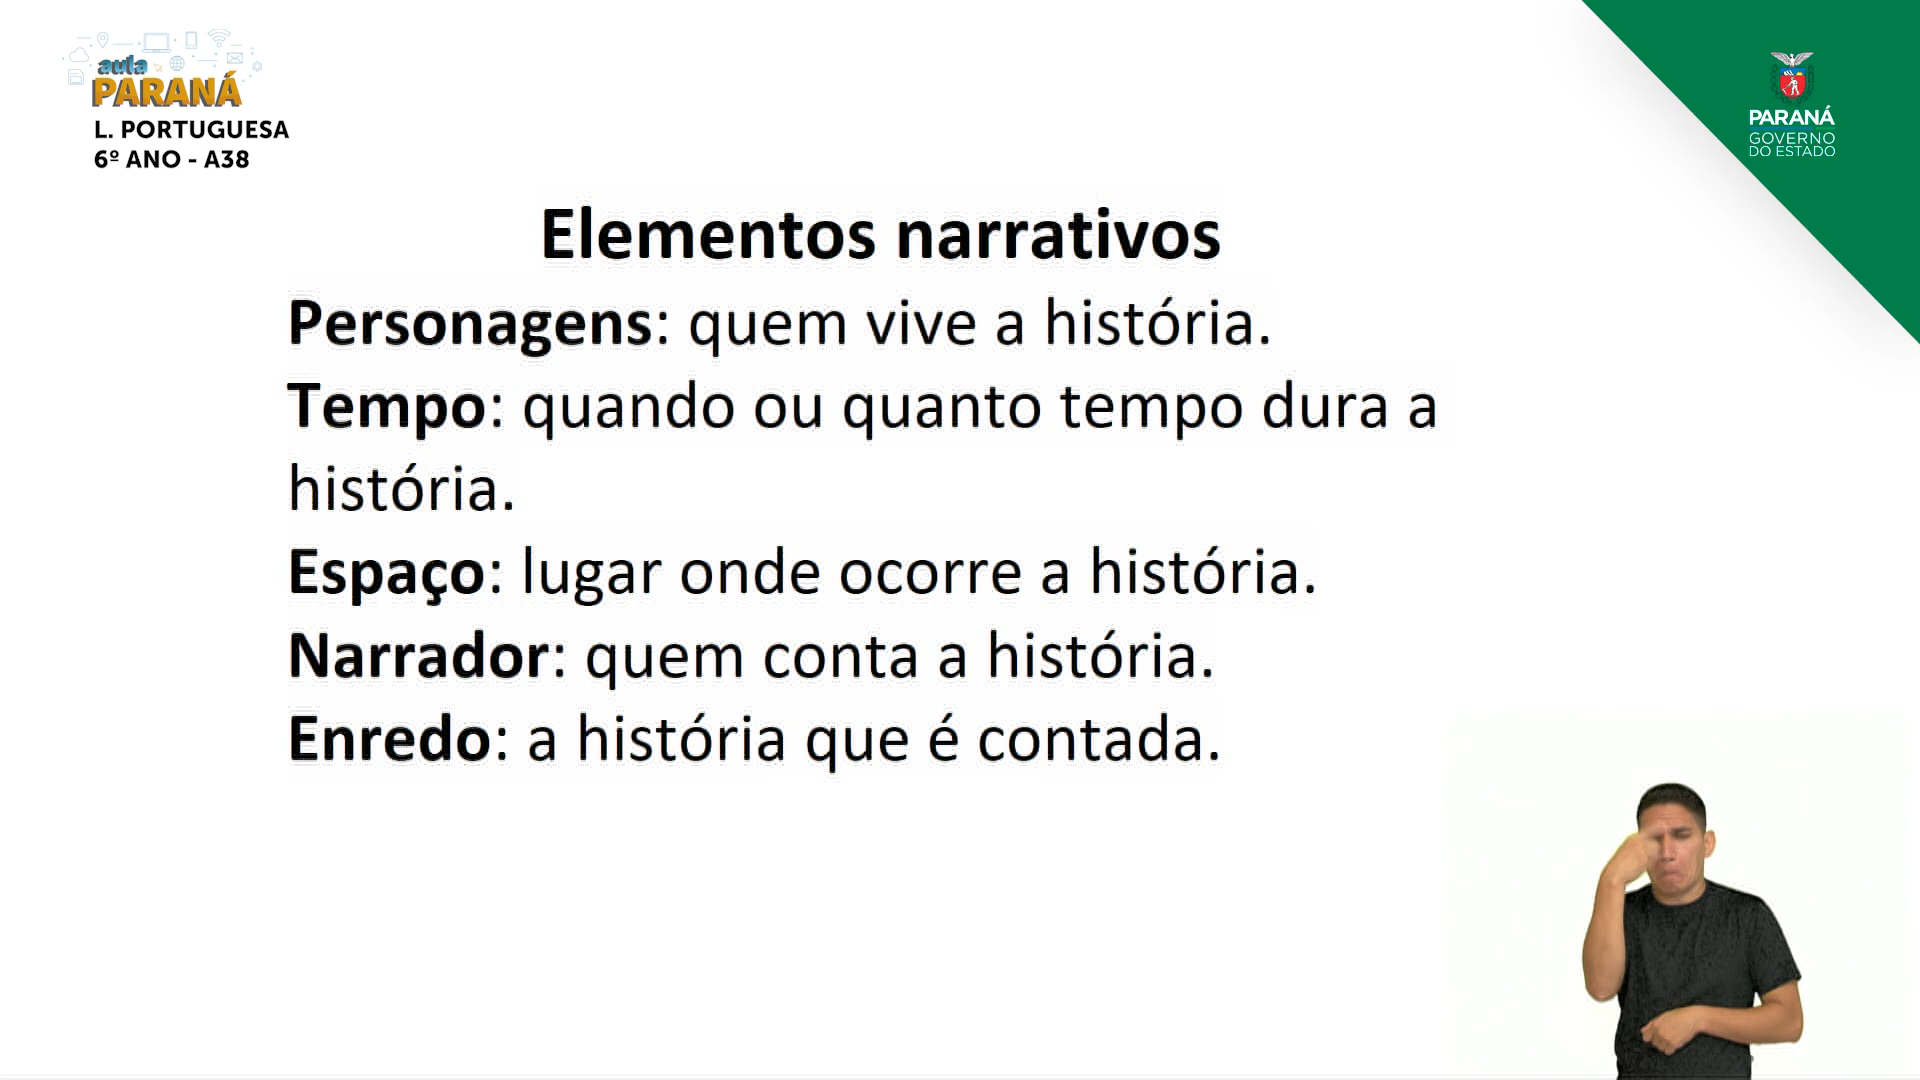 aula
PARANÁ
L. PORTUGUESA
6º ANO - A38
PARANÁ
GOVERNO
DO ESTADO
Elementos narrativos
Personagens: quem vive a história.
Tempo: quando ou quanto tempo dura a
história.
Espaço: lugar onde ocorre a história.
Narrador: quem conta a história.
Enredo: a história que é contada.